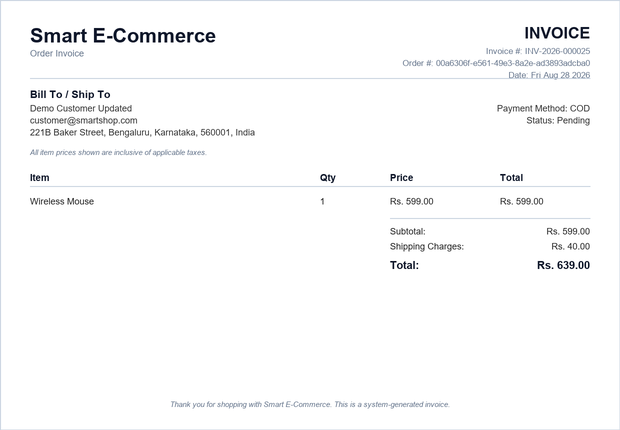 Smart E-Commerce
Order Invoice
INVOICE
Invoice #: INV-2026-000025
Order #: 00a6306f-e561-49e3-8a2e-ad3893adcba0
Date: Fri Aug 28 2026
Bill To / Ship To
Demo Customer Updated
customer@smartshop.com
221B Baker Street, Bengaluru, Karnataka, 560001, India
Payment Method: COD
Status: Pending
All item prices shown are inclusive of applicable taxes.
Item Qty Price Total
Wireless Mouse 1 Rs. 599.00 Rs. 599.00
Subtotal: Rs. 599.00
Shipping Charges: Rs. 40.00
Total: Rs. 639.00
Thank you for shopping with Smart E-Commerce. This is a system-generated invoice.